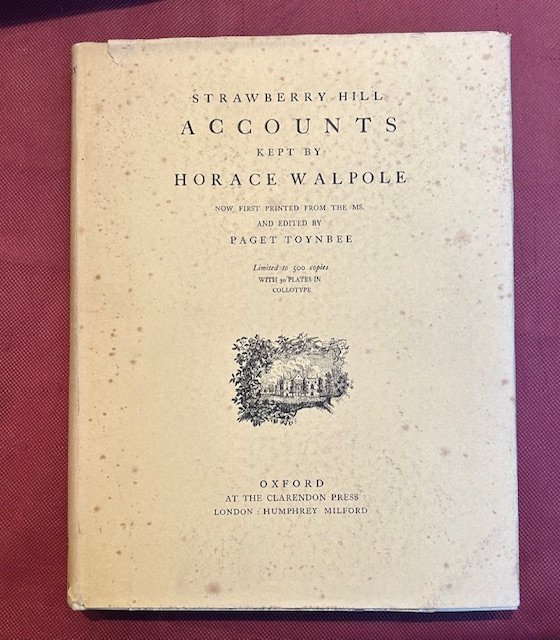 STRAWBERRY HILL
ACCOUNTS
KEPT BY
HORACE WALPOLE
NOW FIRST PRINTED FROM THE MS.
AND EDITED BY
PAGET TOYNBEE
Limited to 500 copies
WITH 30 PLATES IN
COLLOTYPE
OXFORD
AT THE CLARENDON PRESS
LONDON : HUMPHREY MILFORD